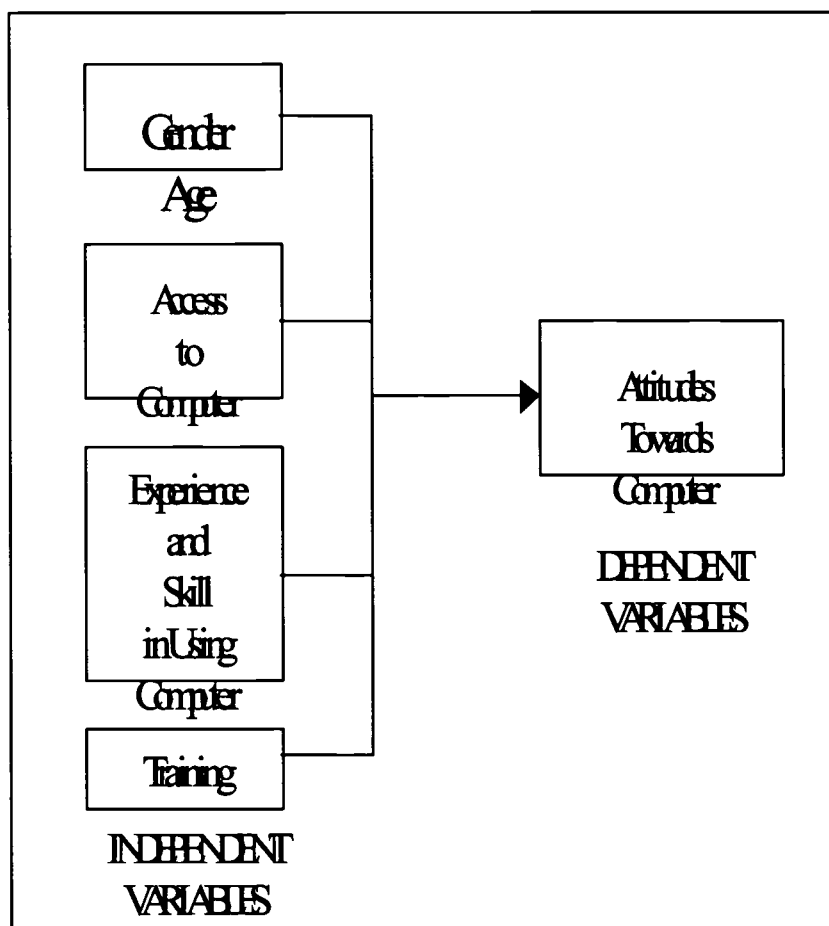 Gender
Age
Access
to
Computer
Experience
and
Skill
in Using
Computer
Training
INDEPENDENT
VARIABLES
Attitudes
Towards
Computer
DEPENDENT
VARIABLES